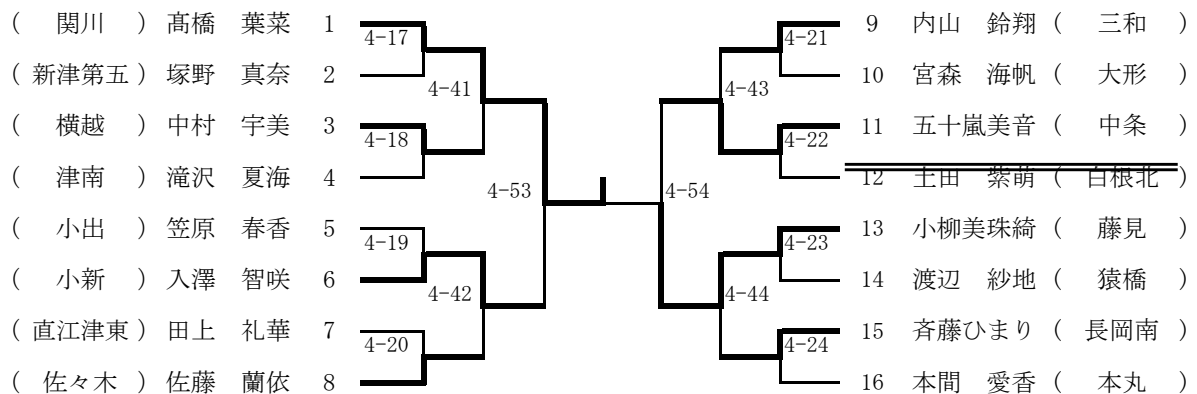 ( 関川 ) 髙橋 葉菜 1
4-17
( 新津第五 ) 塚野 真奈 2
4-41
( 横越 ) 中村 宇美 3
4-18
( 津南 ) 滝沢 夏海 4
4-53
( 小出 ) 笠原 春香 5
4-19
( 小新 ) 入澤 智咲 6
4-42
( 直江津東 ) 田上 礼華 7
4-20
( 佐々木 ) 佐藤 蘭依 8
9 内山 鈴翔 ( 三和 )
4-21
10 宮森 海帆 ( 大形 )
4-43
11 五十嵐美音 ( 中条 )
4-22
12 土田 紫萌 ( 白根北 )
4-54
13 小柳美珠綺 ( 藤見 )
4-23
14 渡辺 紗地 ( 猿橋 )
4-44
15 斉藤ひまり ( 長岡南 )
4-24
16 本間 愛香 ( 本丸 )